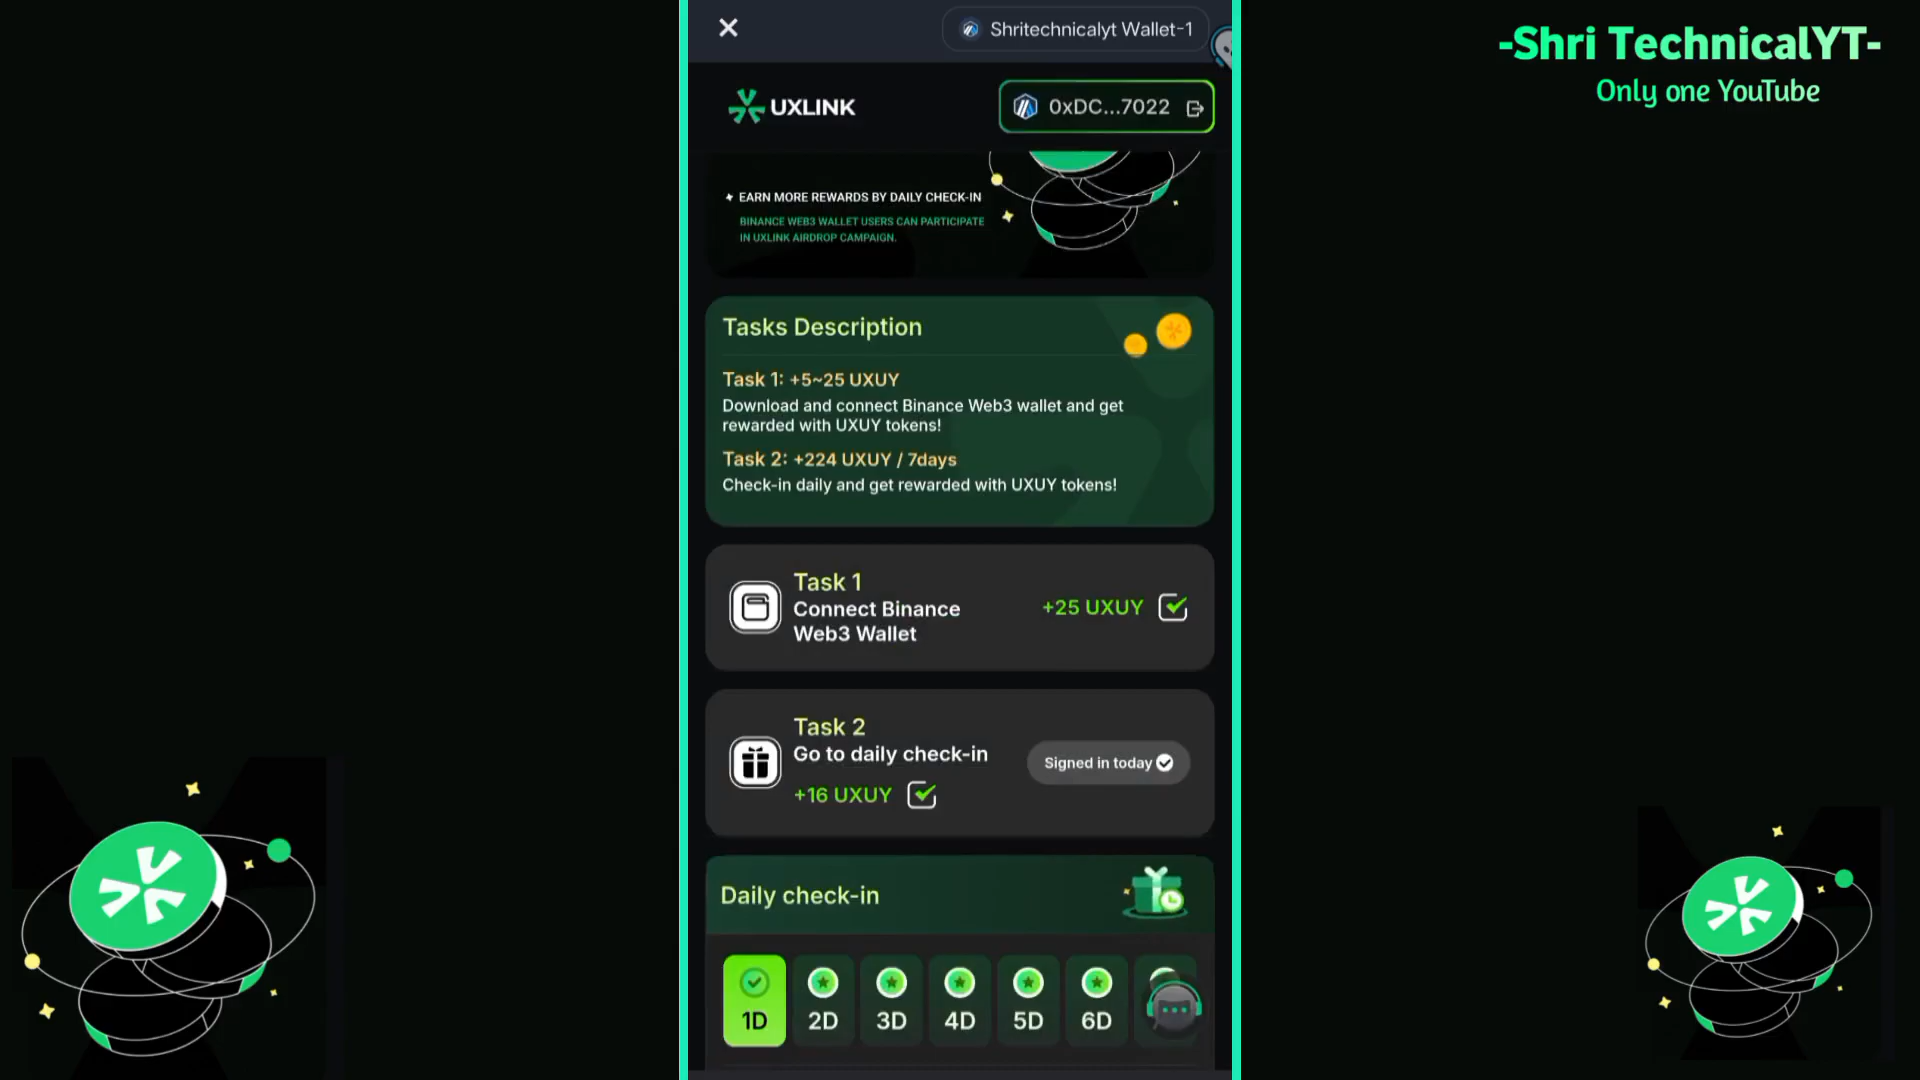 Shritechnicalyt Wallet-1
-Shri TechnicalYT-
Only one YouTube
UXLINK
0xDC...7022
EARN MORE REWARDS BY DAILY CHECK-IN
BINANCE WEB3 WALLET USERS CAN PARTICIPATE
IN UXLINK AIRDROP CAMPAIGN.
Tasks Description
Task 1: +5~25 UXUY
Download and connect Binance Web3 wallet and get
rewarded with UXUY tokens!
Task 2: +224 UXUY / 7days
Check-in daily and get rewarded with UXUY tokens!
Task 1
Connect Binance
Web3 Wallet
+25 UXUY
Task 2
Go to daily check-in
+16 UXUY
Signed in today
Daily check-in
1D 2D 3D 4D 5D 6D